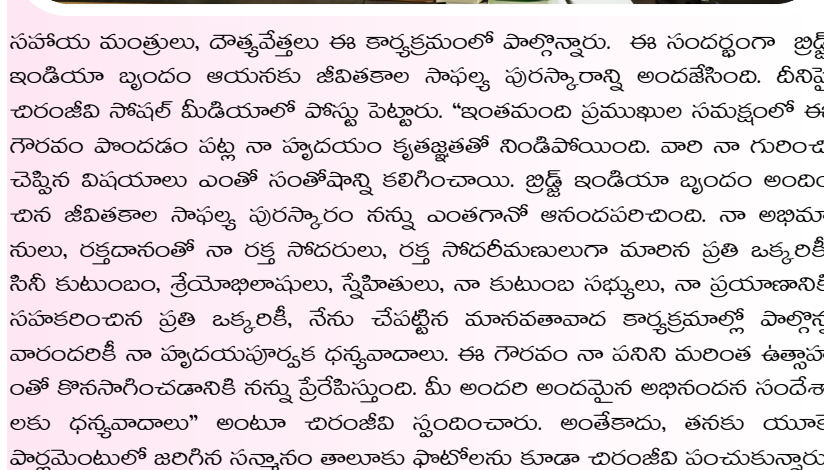 సహాయ మంత్రులు, దౌత్యవేత్తలు ఈ కార్యక్రమంలో పాల్గొన్నారు. ఈ సందర్భంగా బ్రిడ్జ్
ఇండియా బృందం ఆయనకు జీవితకాల సాఫల్య పురస్కారాన్ని అందజేసింది. దీనిపై
చిరంజీవి సోషల్ మీడియాలో పోస్టు పెట్టారు. “ఇంతమంది ప్రముఖుల సమక్షంలో ఈ
గౌరవం పొందడం పట్ల నా హృదయం కృతజ్ఞతతో నిండిపోయింది. వారి నా గురించి
చెప్పిన విషయాలు ఎంతో సంతోషాన్ని కలిగించాయి. బ్రిడ్జ్ ఇండియా బృందం అందిం
చిన జీవితకాల సాఫల్య పురస్కారం నన్ను ఎంతగానో ఆనందపరిచింది. నా అభిమా
నులు, రక్తదానంతో నా రక్త సోదరులు, రక్త సోదరీమణులుగా మారిన ప్రతి ఒక్కరికీ
సినీ కుటుంబం, శ్రేయోభిలాషులు, స్నేహితులు, నా కుటుంబ సభ్యులు, నా ప్రయాణానికి
సహకరించిన ప్రతి ఒక్కరికీ, నేను చేపట్టిన మానవతావాద కార్యక్రమాల్లో పాల్గొన్న
వారందరికీ నా హృదయపూర్వక ధన్యవాదాలు. ఈ గౌరవం నా పనిని మరింత ఉత్సాహ
ంతో కొనసాగించడానికి నన్ను ప్రేరేపిస్తుంది. మీ అందరి అందమైన అభినందన సందేశా
లకు ధన్యవాదాలు” అంటూ చిరంజీవి స్పందించారు. అంతేకాదు, తనకు యూకె
పార్లమెంటులో జరిగిన సన్మానం తాలూకు ఫొటోలను కూడా చిరంజీవి పంచుకున్నారు.